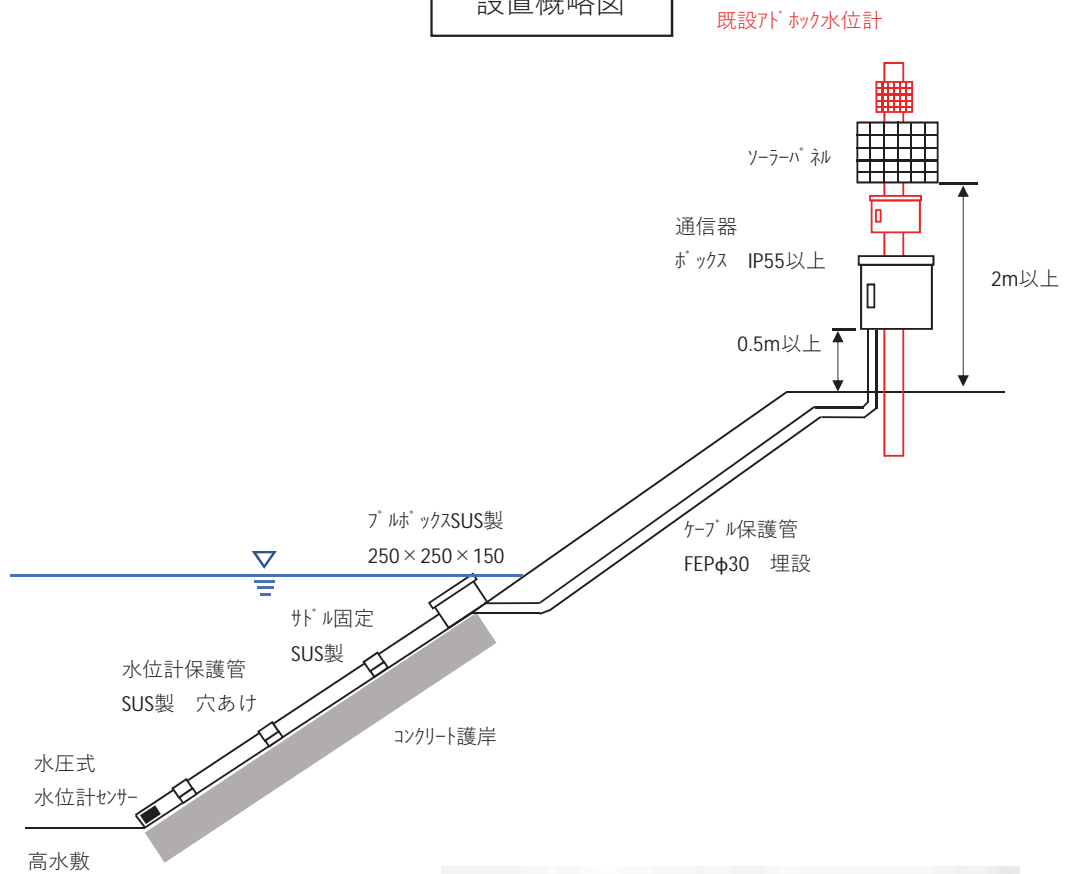 設置概略図
既設ｱﾄﾞﾎｯｸ水位計
ｿｰﾗｰﾊﾟﾈﾙ
通信器
ﾎﾞｯｸｽ　IP55以上
2m以上
0.5m以上
ﾌﾟﾙﾎﾞｯｸｽSUS製
250×250×150
ｹｰﾌﾞﾙ保護管
FEPφ30　埋設
ｻﾄﾞﾙ固定
SUS製
水位計保護管
SUS製　穴あけ
ｺﾝｸﾘｰﾄ護岸
水圧式
水位計ｾﾝｻｰ
高水敷